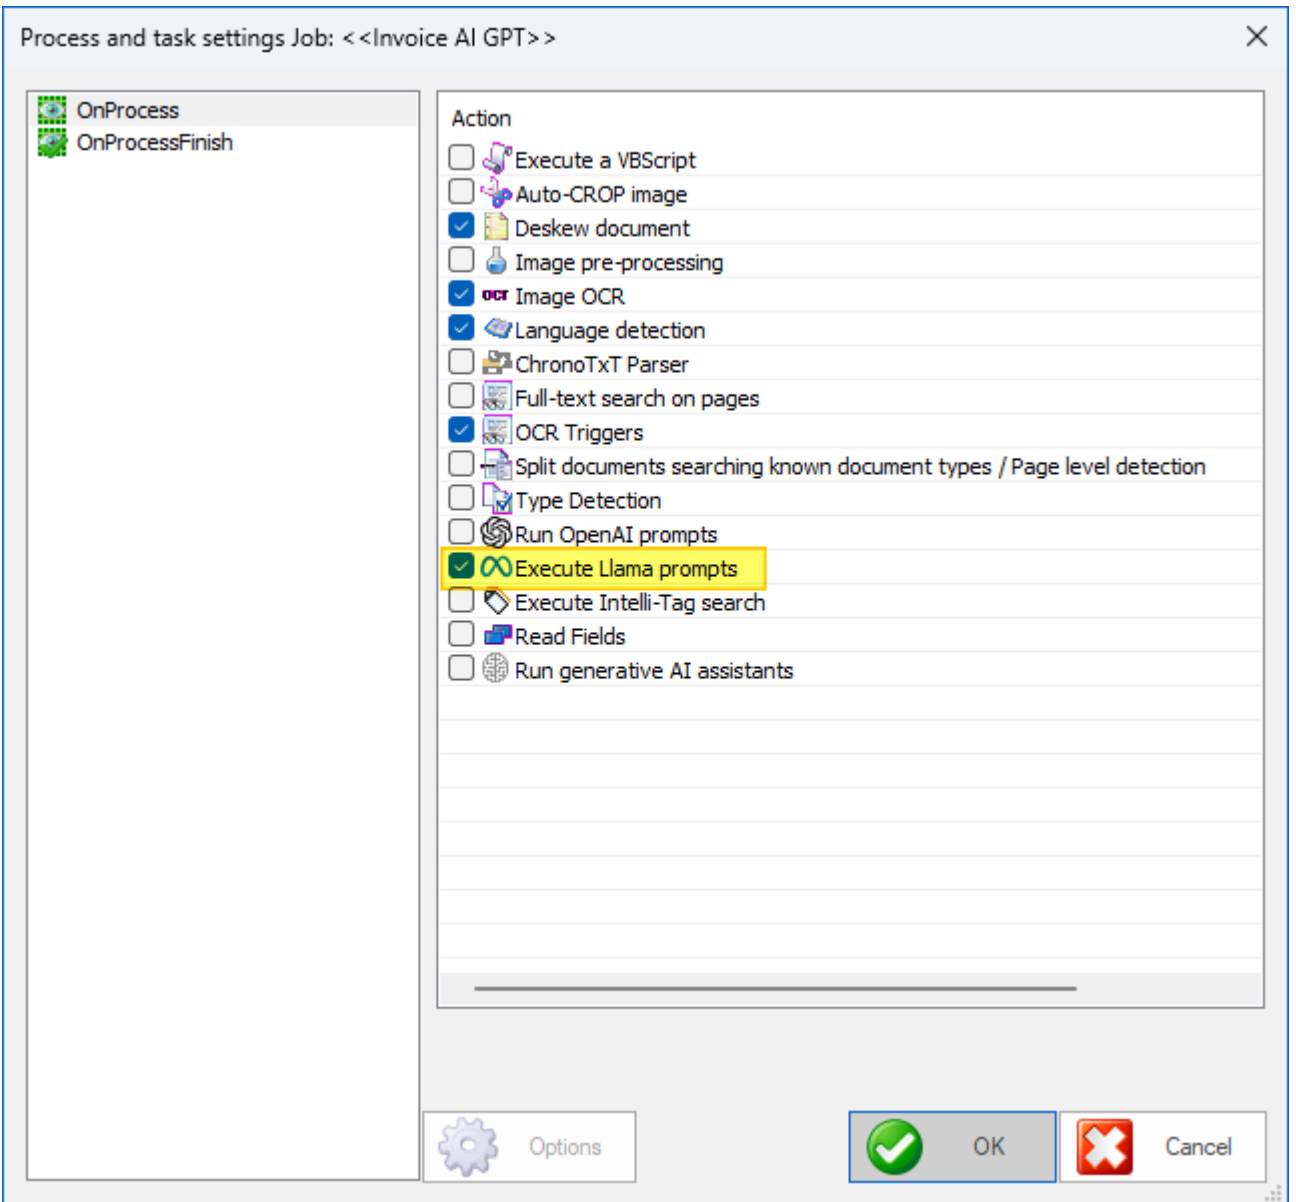 Process and task settings Job: <<Invoice AI GPT>>
OnProcess
OnProcessFinish
Action
Execute a VBScript
Auto-CROP image
Deskew document
Image pre-processing
OCT Image OCR
Language detection
ChronoTxT Parser
Full-text search on pages
OCR Triggers
Split documents searching known document types / Page level detection
Type Detection
Run OpenAI prompts
Execute Llama prompts
Execute Intelli-Tag search
Read Fields
Run generative AI assistants
Options
OK
Cancel